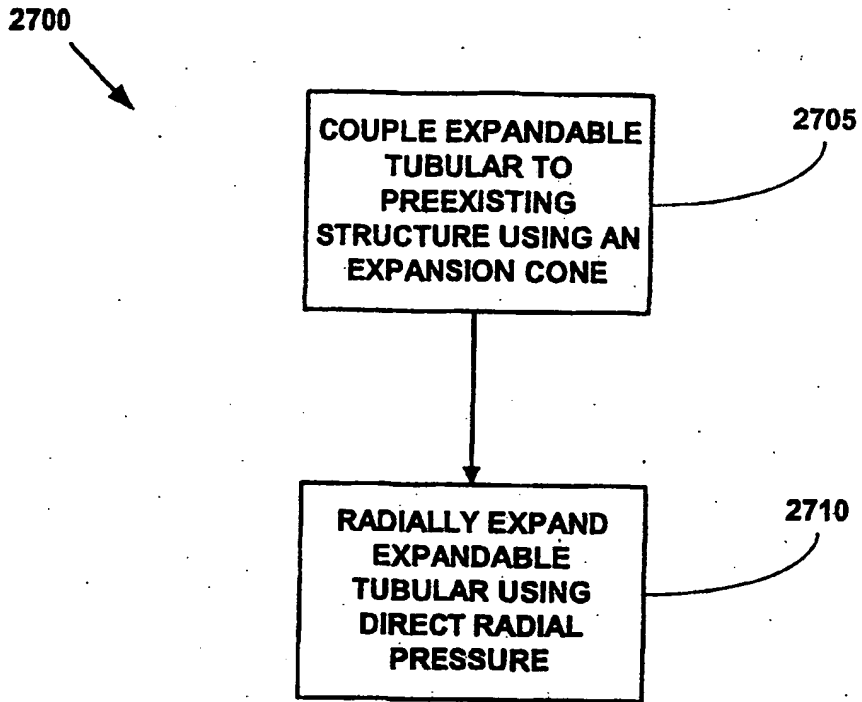 2700
COUPLE EXPANDABLE
TUBULAR TO
PREEXISTING
STRUCTURE USING AN
EXPANSION CONE
2705
RADIALLY EXPAND
EXPANDABLE
TUBULAR USING
DIRECT RADIAL
PRESSURE
2710